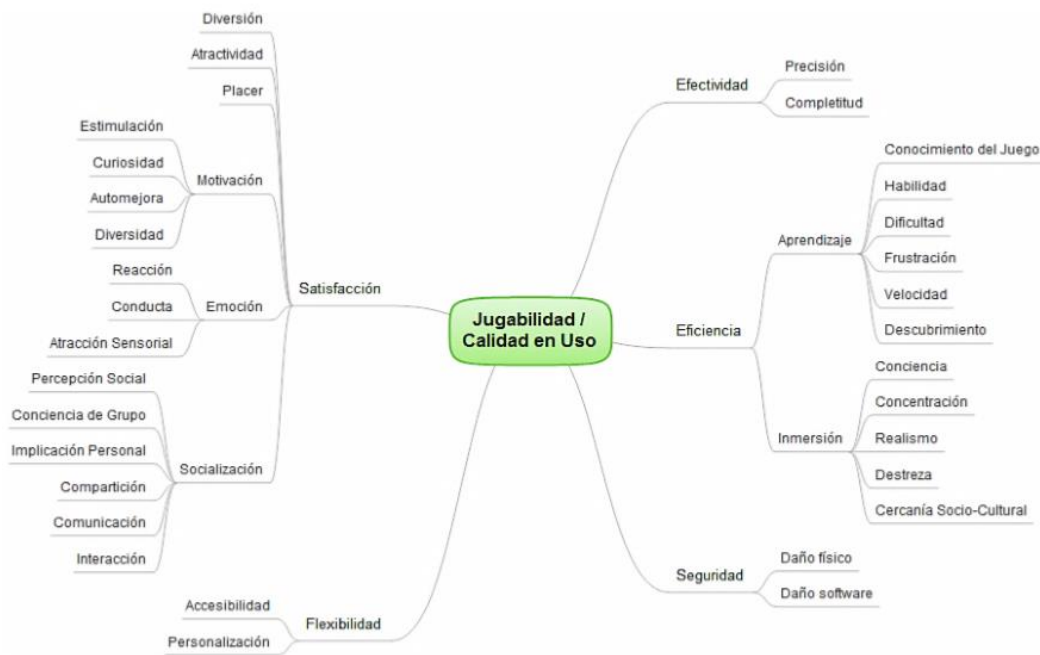 Jugabilidad /
Calidad en Uso
Satisfacción
Diversión
Atractividad
Placer
Motivación
Estimulación
Curiosidad
Automejora
Diversidad
Emoción
Reacción
Conducta
Atracción Sensorial
Socialización
Percepción Social
Conciencia de Grupo
Implicación Personal
Compartición
Comunicación
Interacción
Flexibilidad
Accesibilidad
Personalización
Efectividad
Precisión
Completitud
Eficiencia
Aprendizaje
Conocimiento del Juego
Habilidad
Dificultad
Frustración
Velocidad
Descubrimiento
Inmersión
Conciencia
Concentración
Realismo
Destreza
Cercanía Socio-Cultural
Seguridad
Daño físico
Daño software